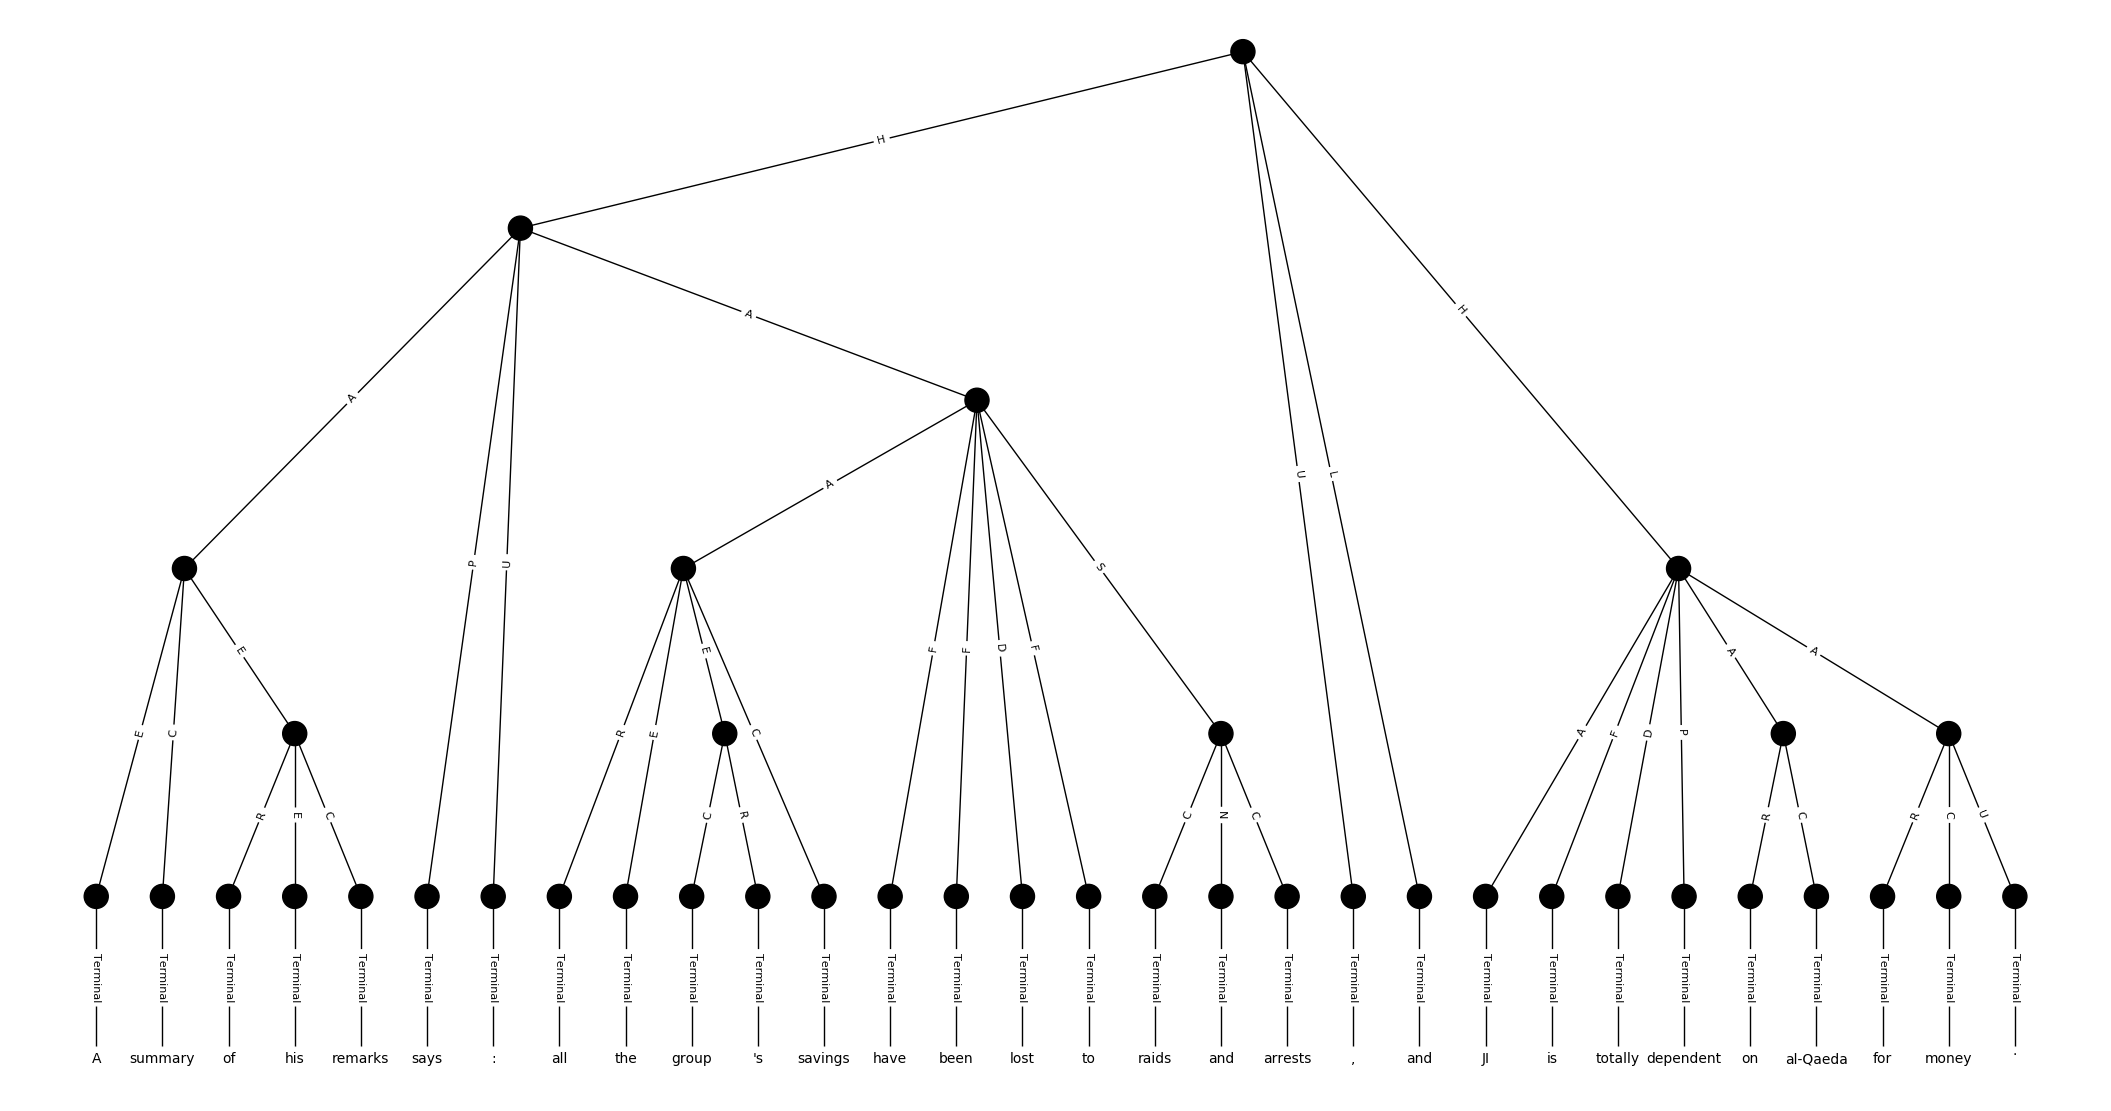 H
A
A
H
A
P
U
A
S
U
L
E
C
E
R
E
E
C
F
F
D
F
A
F
D
P
A
A
R
E
C
C
R
C
N
C
R
C
R
C
U
Terminal Terminal Terminal Terminal Terminal Terminal Terminal Terminal Terminal Terminal Terminal Terminal Terminal Terminal Terminal Terminal Terminal Terminal Terminal Terminal Terminal Terminal Terminal Terminal Terminal Terminal Terminal Terminal Terminal Terminal
A summary of his remarks says : all the group 's savings have been lost to raids and arrests , and JI is totally dependent on al-Qaeda for money .